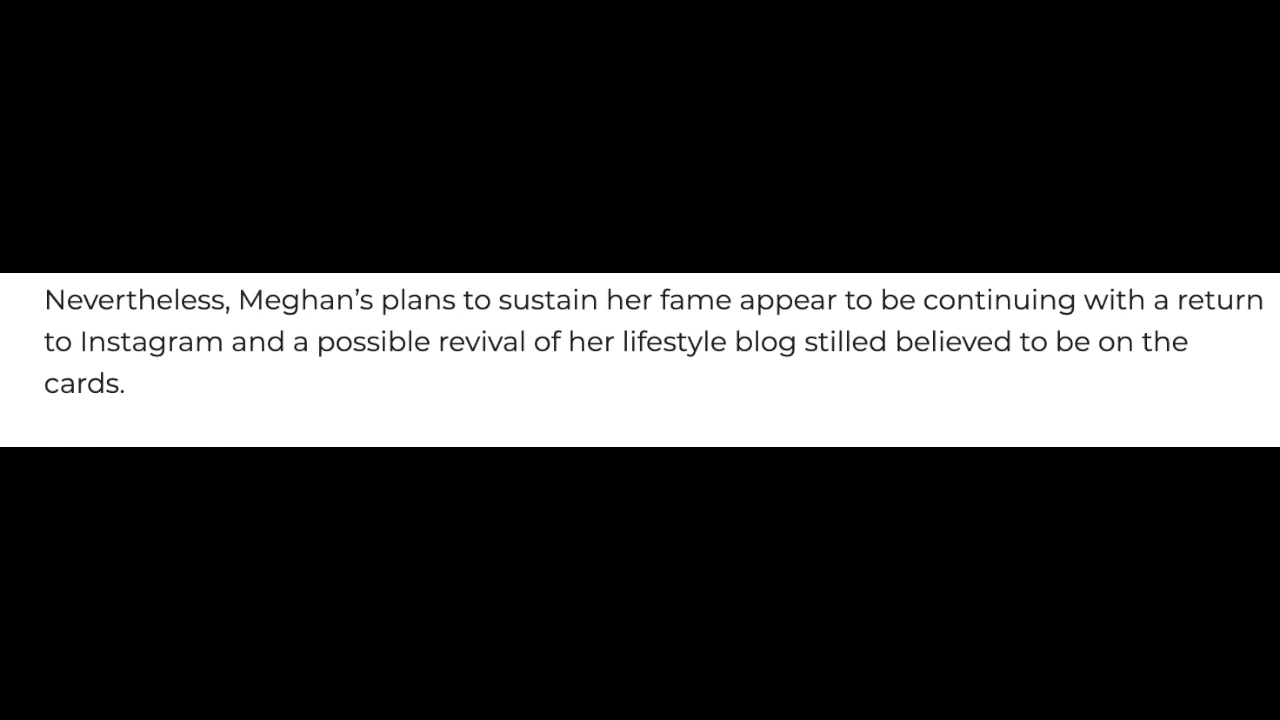 Nevertheless, Meghan’s plans to sustain her fame appear to be continuing with a return
to Instagram and a possible revival of her lifestyle blog stilled believed to be on the
cards.